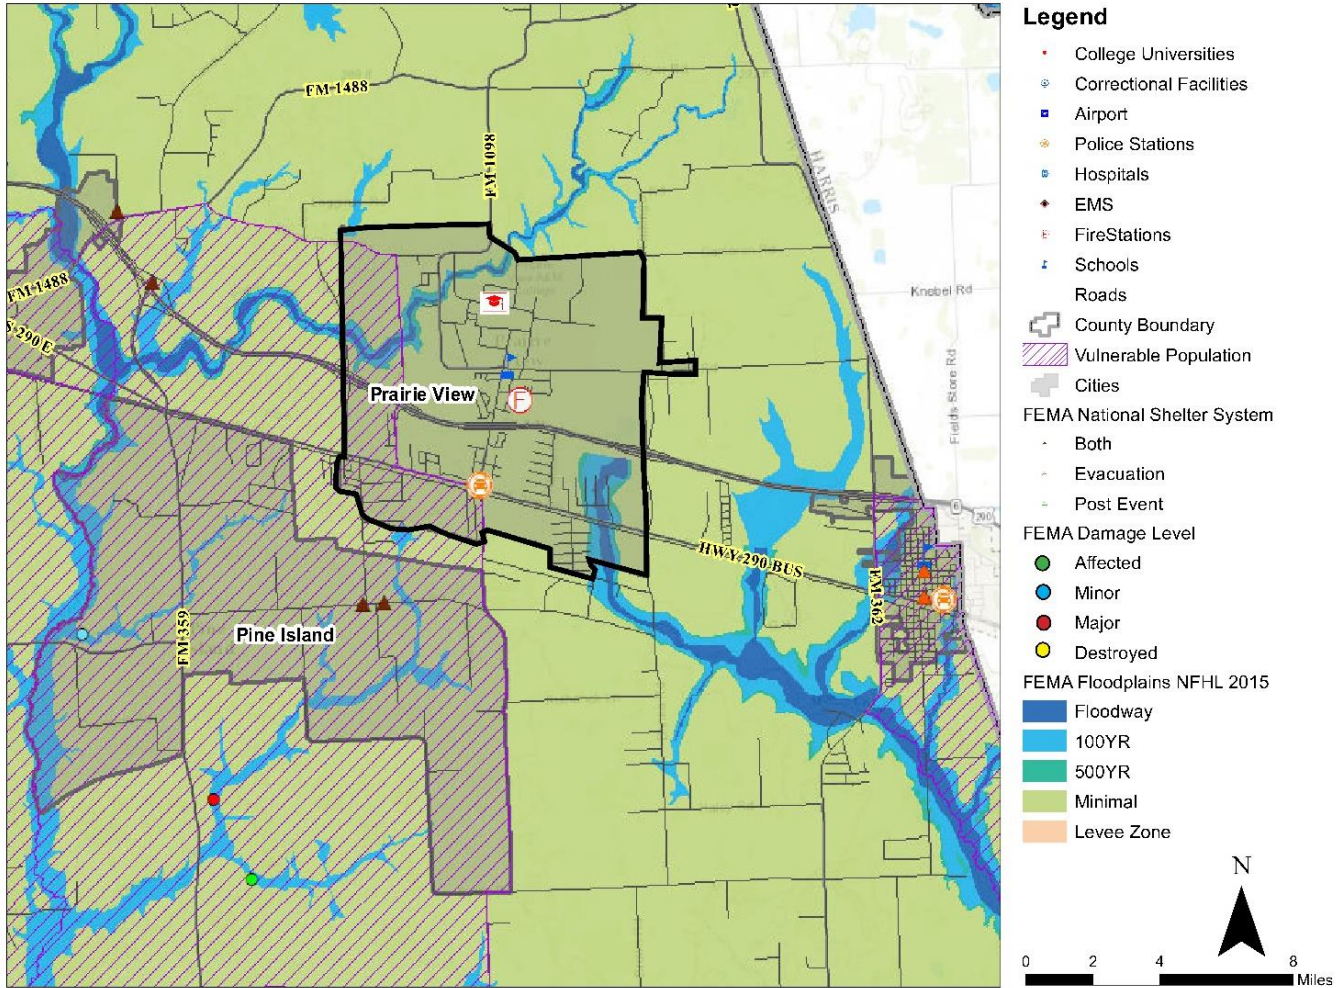 Legend
College Universities
Correctional Facilities
Airport
Police Stations
Hospitals
EMS
F FireStations
Schools
Roads
County Boundary
Vulnerable Population
Cities
FEMA National Shelter System
Both
Evacuation
Post Event
FEMA Damage Level
Affected
Minor
Major
Destroyed
FEMA Floodplains NFHL 2015
Floodway
100YR
500YR
Minimal
Levee Zone
N
0 2 4 8
Miles
FM 1488
FM 1098
HARRIS
Knebel Rd
FM 1488
S 290 E
Fields Store Rd
Prairie View
F
6
290
HWY 290 BUS
FM 362
FM 359
Pine Island